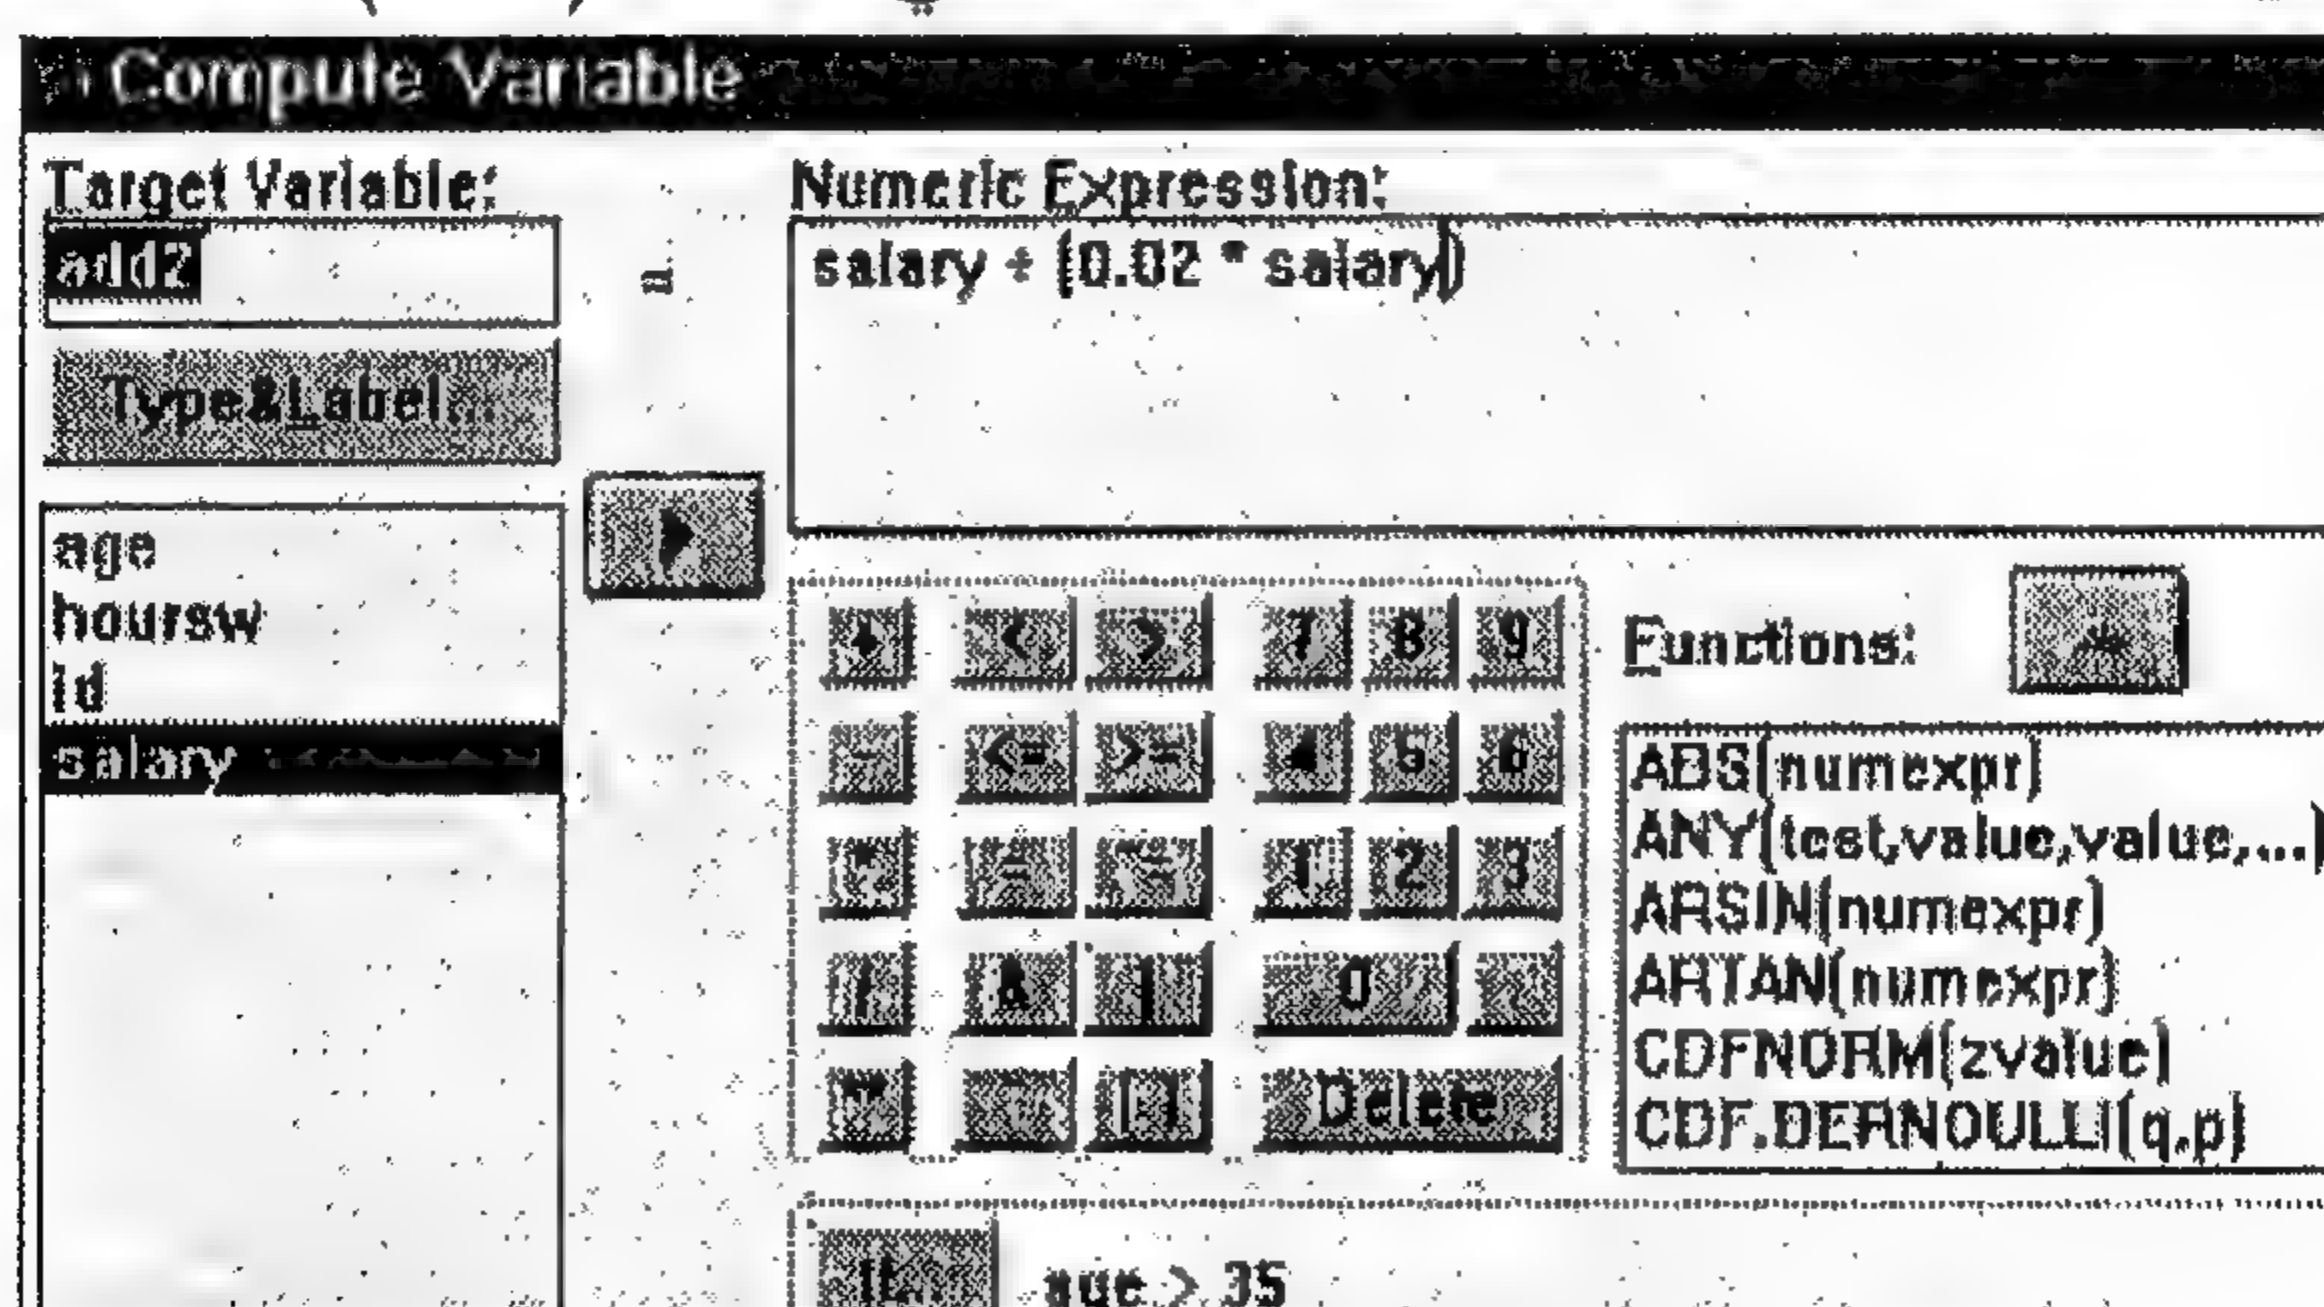 Compute Variable
Target Variable:
add2
Type&Label...
age
hoursw
id
salary
Numeric Expression:
salary + (0.02 * salary)
+ < > 7 8 9
- <= >= 4 5 6
* = ~= 1 2 3
/ & | 0 .
** ~ () Delete
Functions:
ABS(numexpr)
ANY(test,value,value,...)
ARSIN(numexpr)
ARTAN(numexpr)
CDFNORM(zvalue)
CDF.BERNOULLI(q,p)
If... age > 35